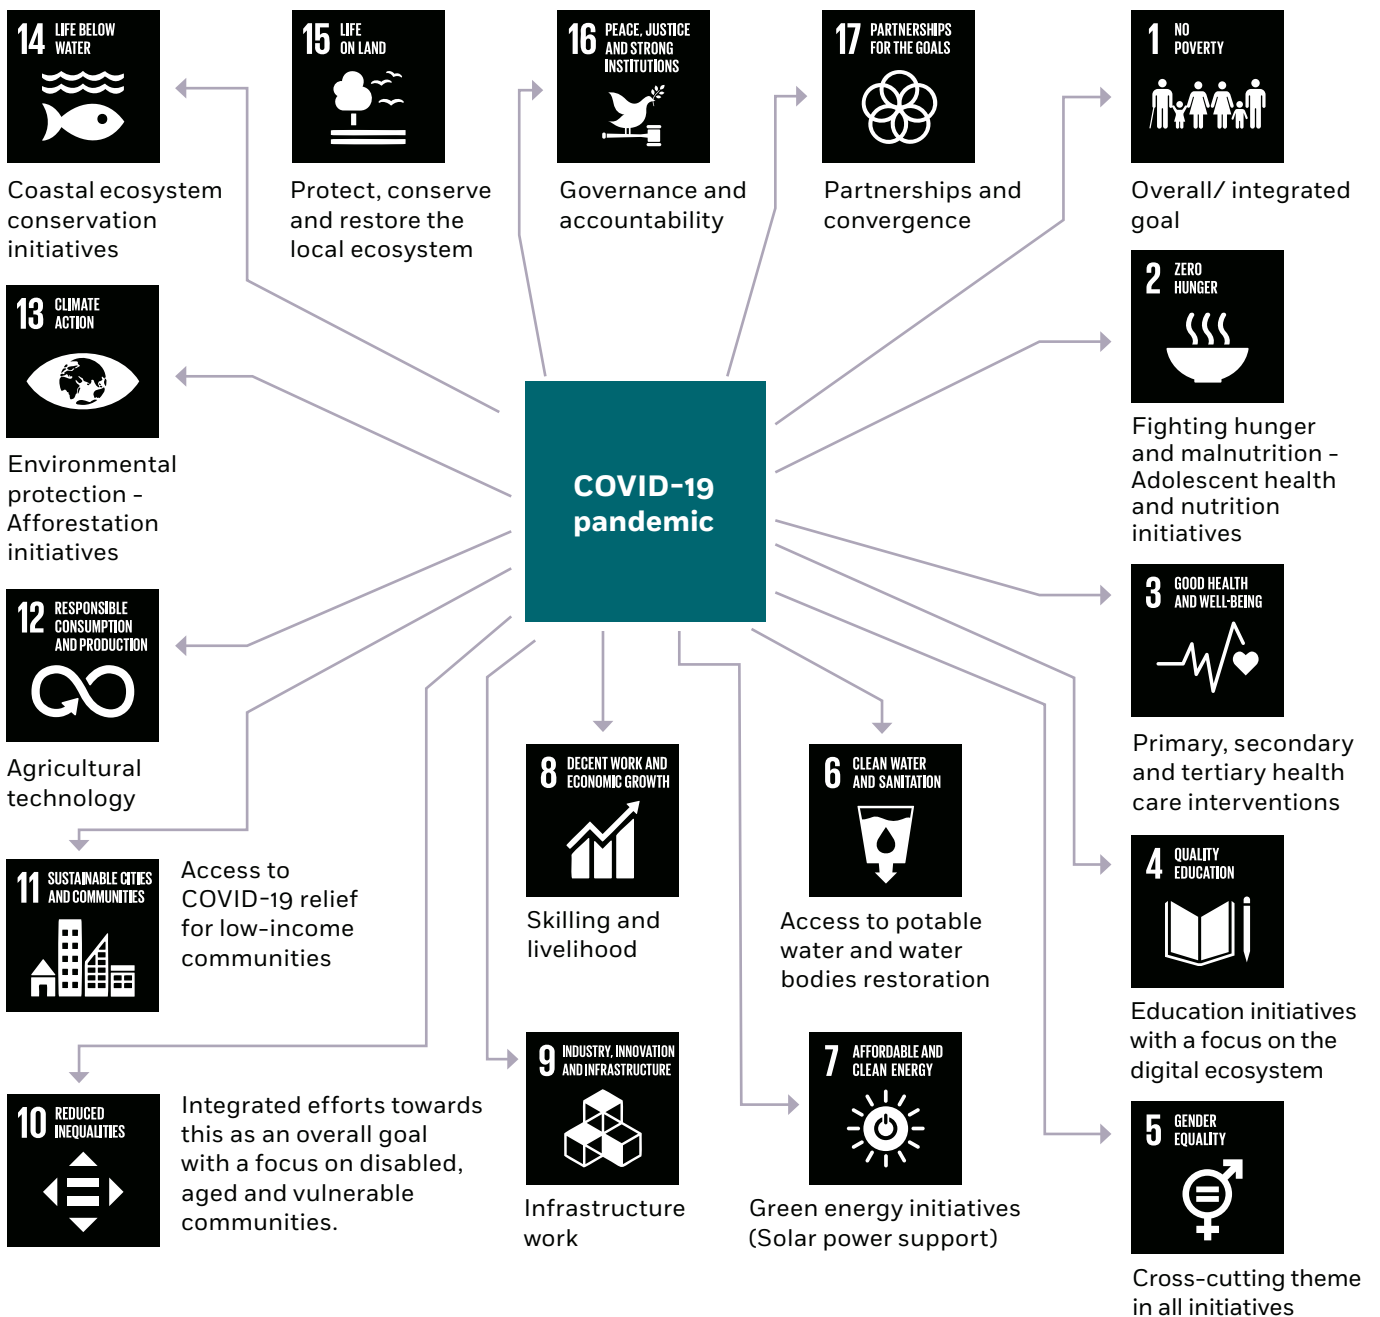 14 LIFE BELOW
WATER
Coastal ecosystem
conservation
initiatives
15 LIFE
ON LAND
Protect, conserve
and restore the
local ecosystem
16 PEACE, JUSTICE
AND STRONG
INSTITUTIONS
Governance and
accountability
17 PARTNERSHIPS
FOR THE GOALS
Partnerships and
convergence
1 NO
POVERTY
Overall/ integrated
goal
2 ZERO
HUNGER
Fighting hunger
and malnutrition -
Adolescent health
and nutrition
initiatives
13 CLIMATE
ACTION
Environmental
protection -
Afforestation
initiatives
COVID-19
pandemic
3 GOOD HEALTH
AND WELL-BEING
Primary, secondary
and tertiary health
care interventions
12 RESPONSIBLE
CONSUMPTION
AND PRODUCTION
Agricultural
technology
8 DECENT WORK AND
ECONOMIC GROWTH
Skilling and
livelihood
6 CLEAN WATER
AND SANITATION
Access to potable
water and water
bodies restoration
4 QUALITY
EDUCATION
Education initiatives
with a focus on the
digital ecosystem
11 SUSTAINABLE CITIES
AND COMMUNITIES
Access to
COVID-19 relief
for low-income
communities
10 REDUCED
INEQUALITIES
Integrated efforts towards
this as an overall goal
with a focus on disabled,
aged and vulnerable
communities.
9 INDUSTRY, INNOVATION
AND INFRASTRUCTURE
Infrastructure
work
7 AFFORDABLE AND
CLEAN ENERGY
Green energy initiatives
(Solar power support)
5 GENDER
EQUALITY
Cross-cutting theme
in all initiatives